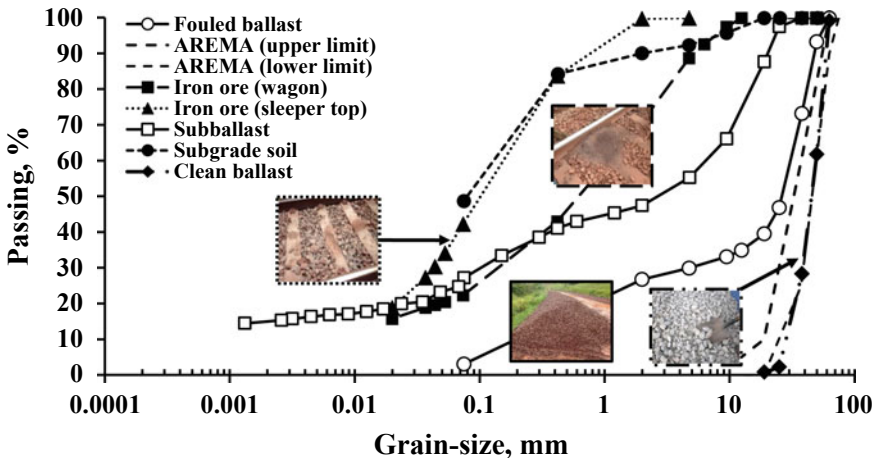 100
90
80
70
60
50
40
30
20
10
0
Passing, %
Fouled ballast
AREMA (upper limit)
AREMA (lower limit)
Iron ore (wagon)
Iron ore (sleeper top)
Subballast
Subgrade soil
Clean ballast
0.0001 0.001 0.01 0.1 1 10 100
Grain-size, mm